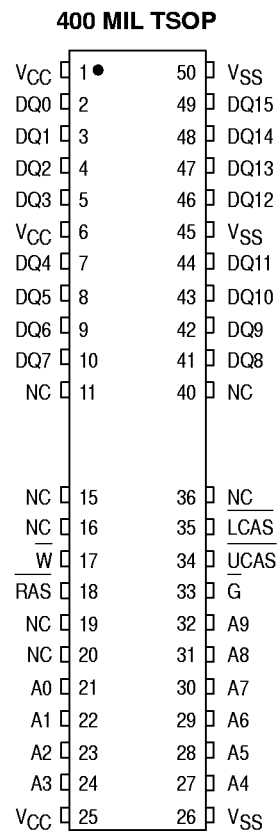 400 MIL TSOP
VCC 1 50 VSS
DQ0 2 49 DQ15
DQ1 3 48 DQ14
DQ2 4 47 DQ13
DQ3 5 46 DQ12
VCC 6 45 VSS
DQ4 7 44 DQ11
DQ5 8 43 DQ10
DQ6 9 42 DQ9
DQ7 10 41 DQ8
NC 11 40 NC
NC 15 36 NC
NC 16 35 L̅C̅A̅S̅
W̅ 17 34 U̅C̅A̅S̅
R̅A̅S̅ 18 33 G̅
NC 19 32 A9
NC 20 31 A8
A0 21 30 A7
A1 22 29 A6
A2 23 28 A5
A3 24 27 A4
VCC 25 26 VSS